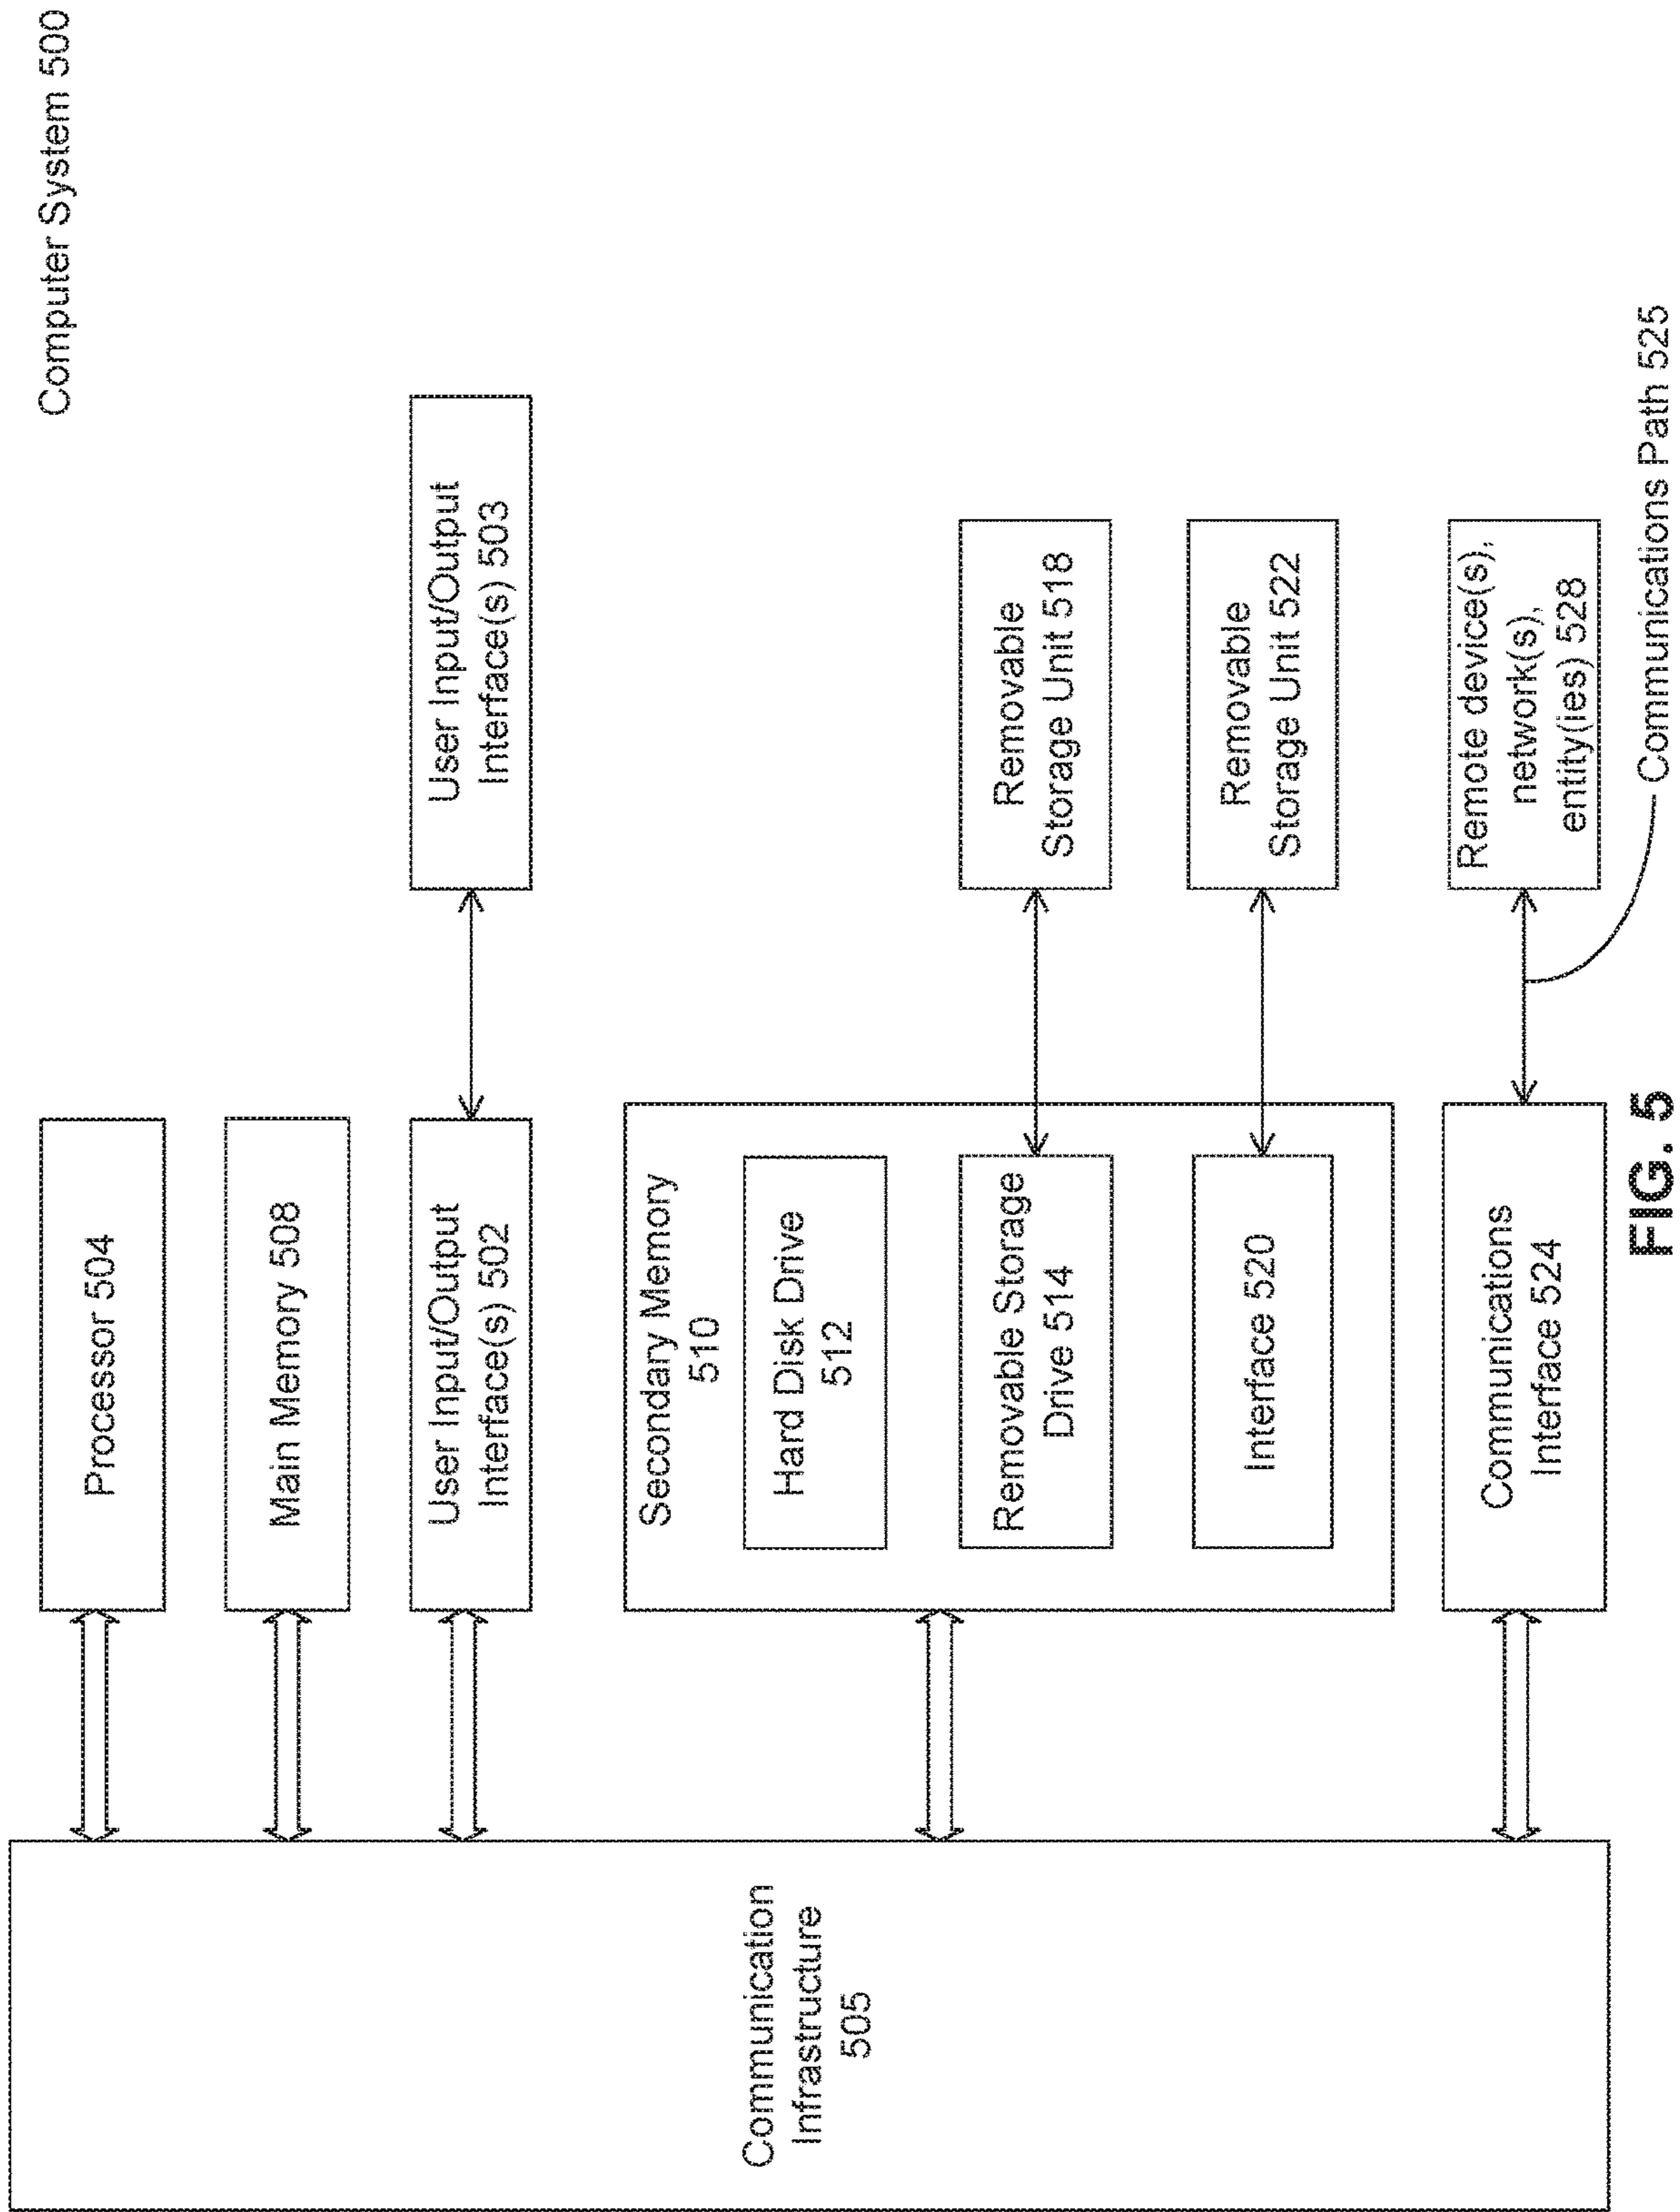 Computer System 500
Processor 504
Main Memory 508
User Input/Output
Interface(s) 502
User Input/Output
Interface(s) 503
Communication
Infrastructure
505
Secondary Memory
510
Hard Disk Drive
512
Removable Storage
Drive 514
Removable
Storage Unit 518
Interface 520
Removable
Storage Unit 522
Communications
Interface 524
Remote device(s),
network(s),
entity(ies) 528
Communications Path 525
FIG. 5